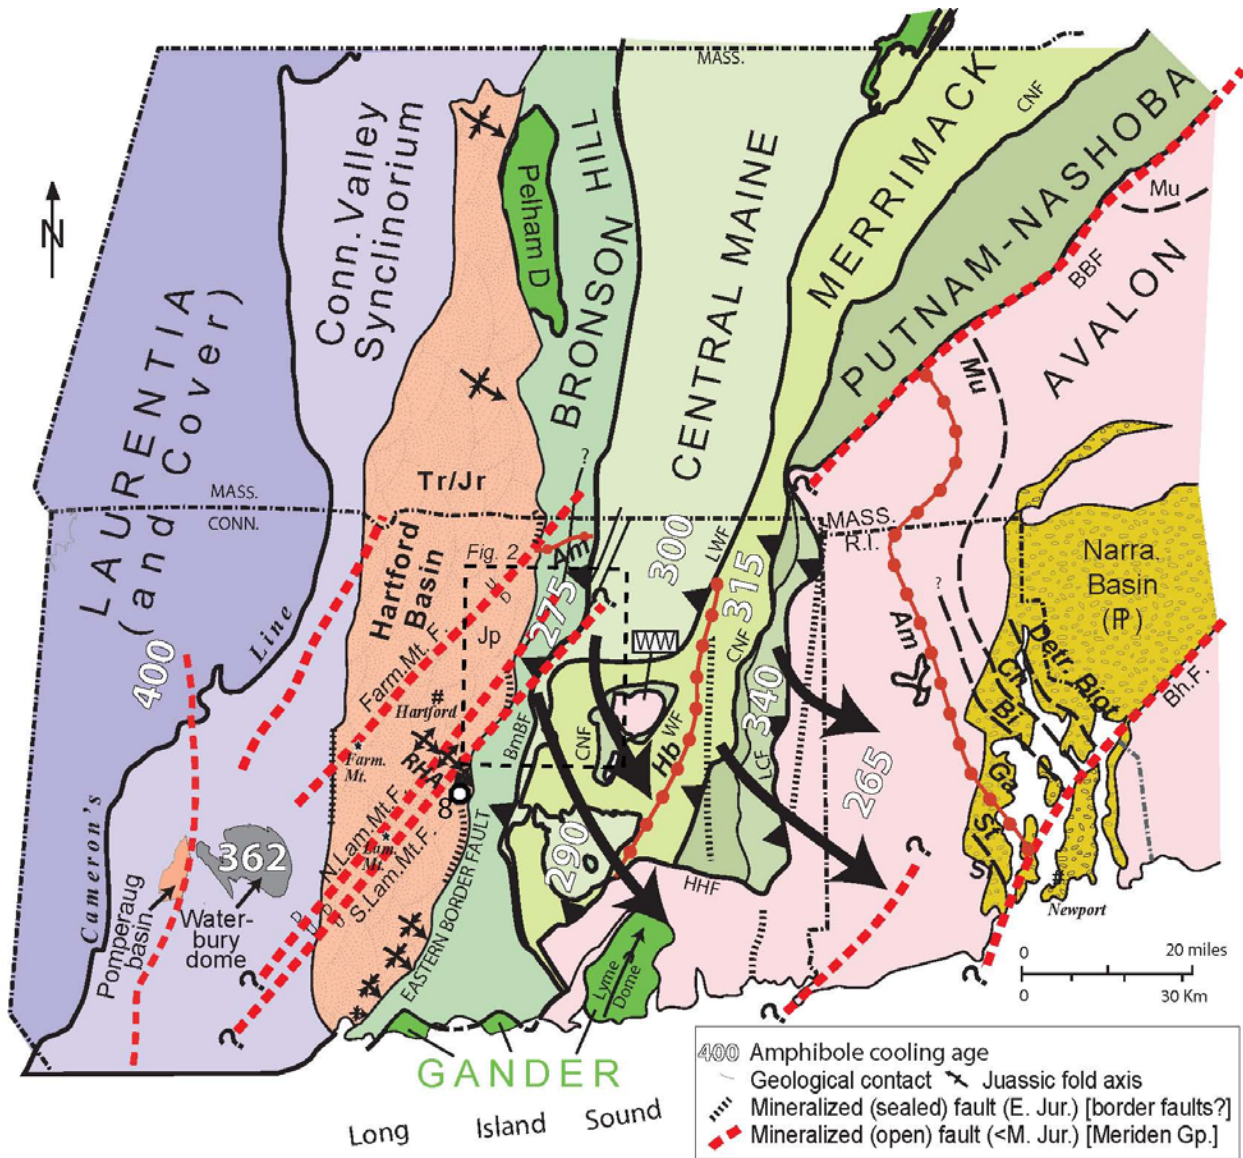 MASS.
CNF
MERRIMACK
PUTNAM-NASHOBA
Mu
BBF
AVALON
CENTRAL MAINE
BRONSON HILL
Pelham D
Conn. Valley
Synclinorium
LAURENTIA
(and Cover)
N
MASS.
CONN.
Tr/Jr
Hartford
Basin
Fig. 2
Am
?
300
LWF
315
?
MASS.
R.I.
Mu
Narra.
Basin
(IP)
400
Line
Farm.Mt. F.
U
D
Jp
275
?
WW
CNF
340
Am
?
Detr. Biot
Ch
Bi
Ga
St
S
Bh.F.
#
Hartford
*
Farm.
Mt.
RHA
8
BmBF
CNF
WF
Hb
LCF
265
N.Lam.Mt.F.
*
Lam.
Mt.
S.Lam.Mt.F.
D
U
D
U
EASTERN BORDER FAULT
290
HHF
?
362
Cameron's
Pomperaug
basin
Water-
bury
dome
?
?
Lyme
Dome
?
?
#
Newport
0 20 miles
0 30 Km
GANDER
Long Island Sound
400 Amphibole cooling age
Geological contact Juassic fold axis
Mineralized (sealed) fault (E. Jur.) [border faults?]
Mineralized (open) fault (<M. Jur.) [Meriden Gp.]